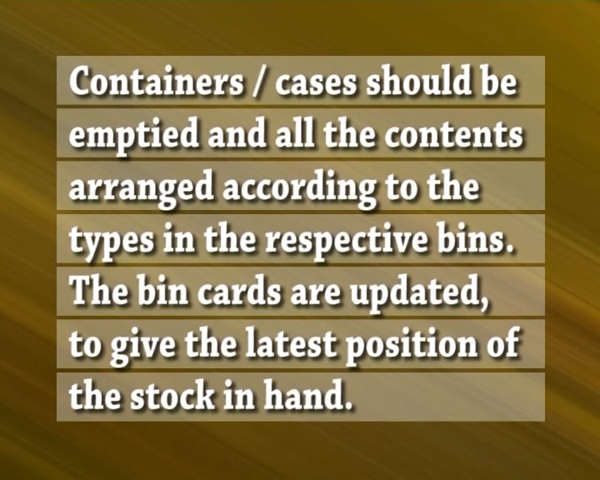 Containers / cases should be
emptied and all the contents
arranged according to the
types in the respective bins.
The bin cards are updated,
to give the latest position of
the stock in hand.